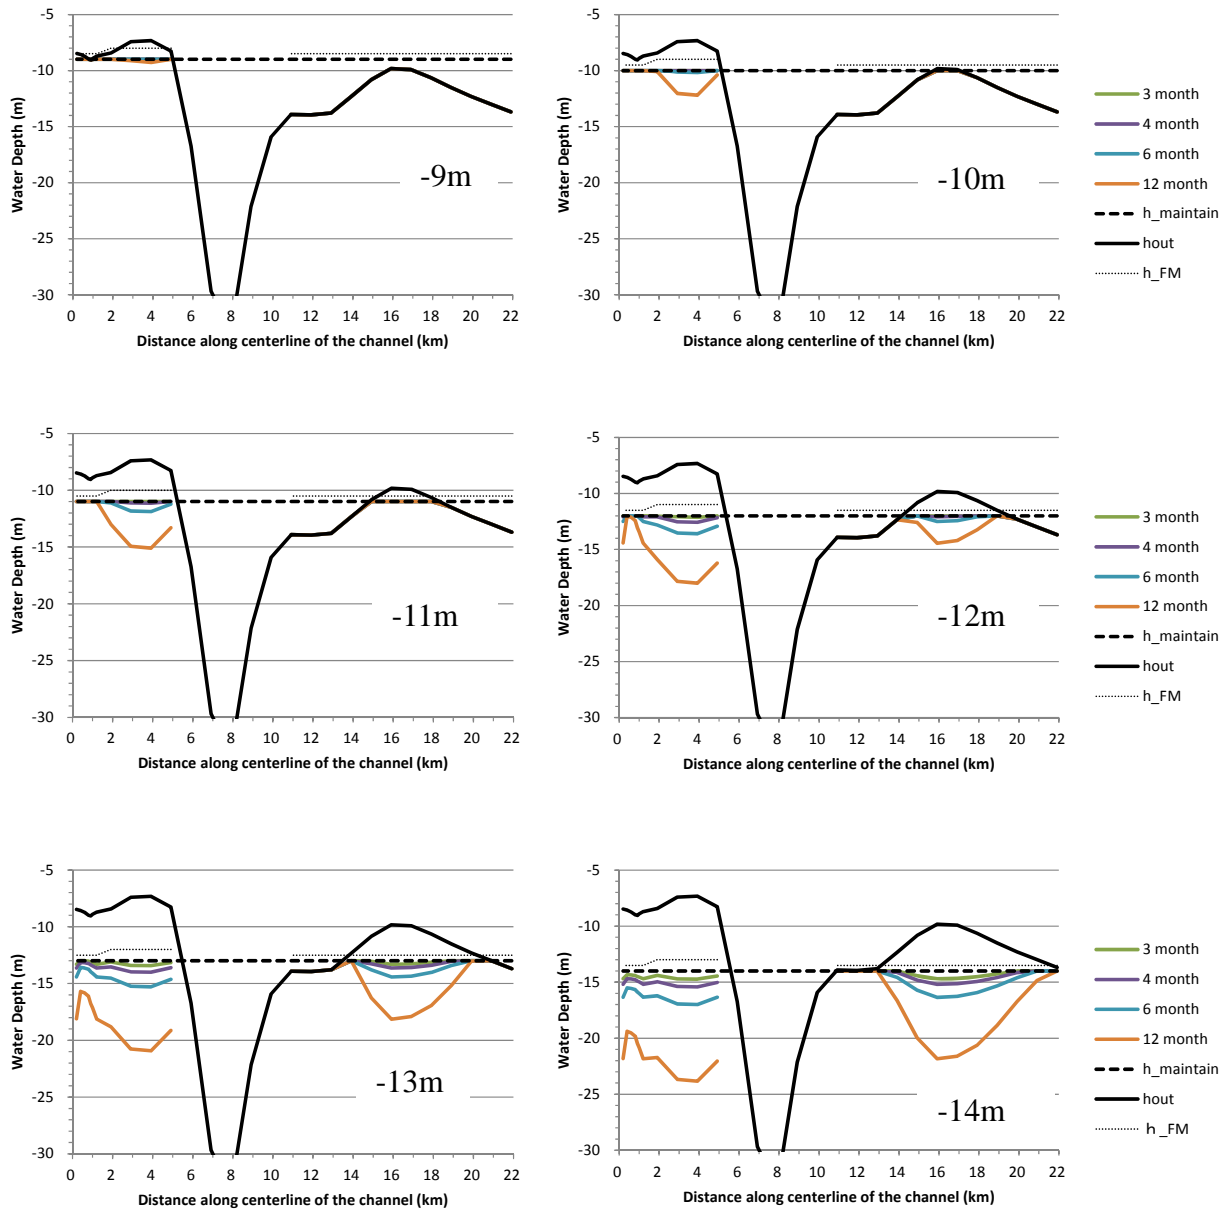 -5
-10
-15
-20
-25
-30
Water Depth (m)
-9m
0 2 4 6 8 10 12 14 16 18 20 22
Distance along centerline of the channel (km)
-5
-10
-15
-20
-25
-30
Water Depth (m)
-10m
0 2 4 6 8 10 12 14 16 18 20 22
Distance along centerline of the channel (km)
3 month
4 month
6 month
12 month
h_maintain
hout
h_FM
-5
-10
-15
-20
-25
-30
Water Depth (m)
-11m
0 2 4 6 8 10 12 14 16 18 20 22
Distance along centerline of the channel (km)
-5
-10
-15
-20
-25
-30
Water Depth (m)
-12m
0 2 4 6 8 10 12 14 16 18 20 22
Distance along centerline of the channel (km)
3 month
4 month
6 month
12 month
h_maintain
hout
h_FM
-5
-10
-15
-20
-25
-30
Water Depth (m)
-13m
0 2 4 6 8 10 12 14 16 18 20 22
Distance along centerline of the channel (km)
-5
-10
-15
-20
-25
-30
Water Depth (m)
-14m
0 2 4 6 8 10 12 14 16 18 20 22
Distance along centerline of the channel (km)
3 month
4 month
6 month
12 month
h_maintain
hout
h_FM